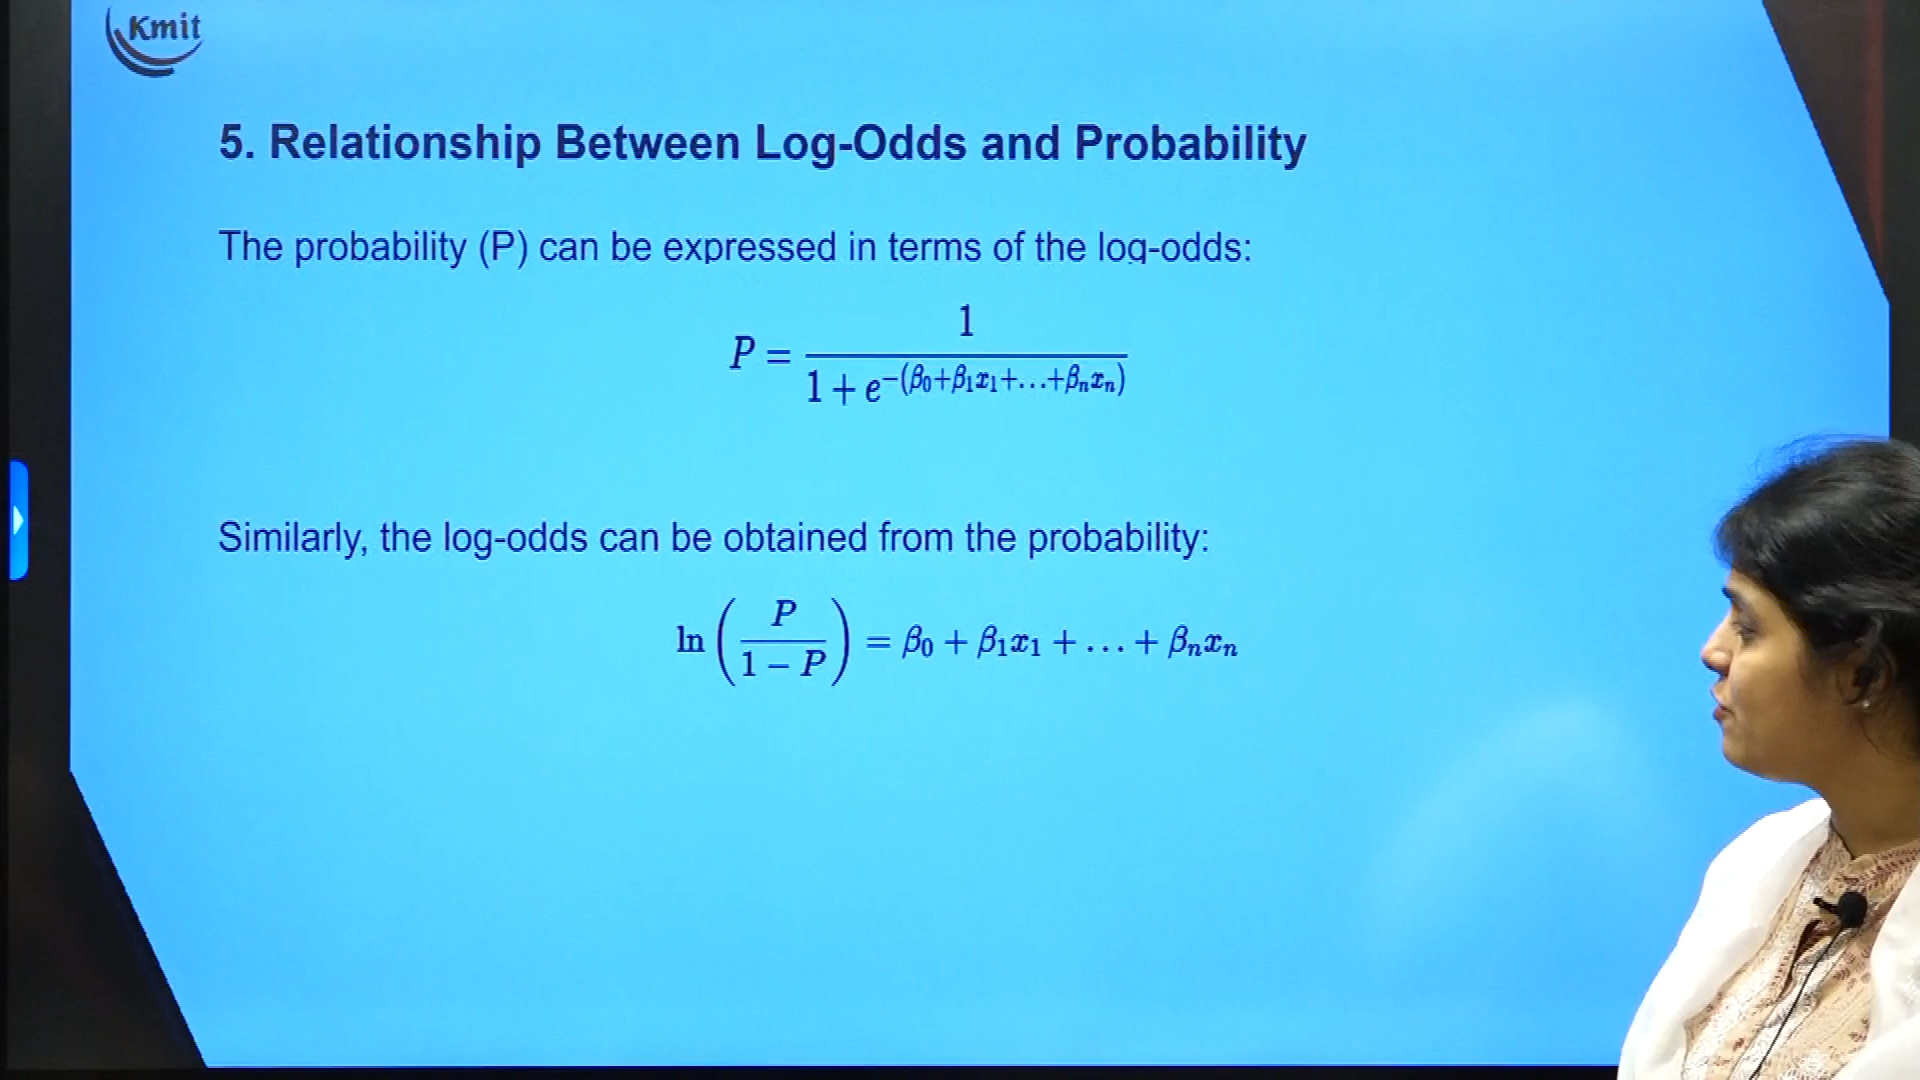 Kmit
5. Relationship Between Log-Odds and Probability
The probability (P) can be expressed in terms of the log-odds:
P = 1 / (1 + e^{-(β₀+β₁x₁+…+βₙxₙ)})
Similarly, the log-odds can be obtained from the probability:
ln (P / (1 − P)) = β₀ + β₁x₁ + … + βₙxₙ